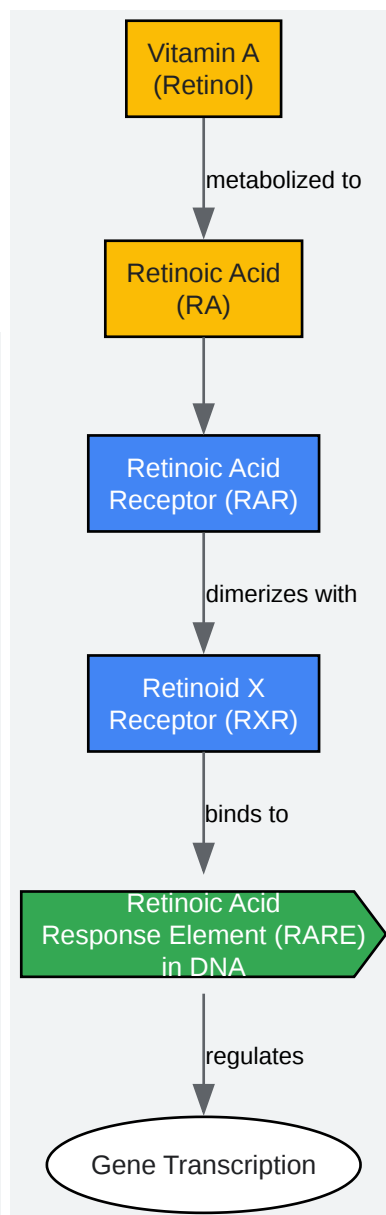 Vitamin A
(Retinol)
metabolized to
Retinoic Acid
(RA)
Retinoic Acid
Receptor (RAR)
dimerizes with
Retinoid X
Receptor (RXR)
binds to
Retinoic Acid
Response Element (RARE)
in DNA
regulates
Gene Transcription